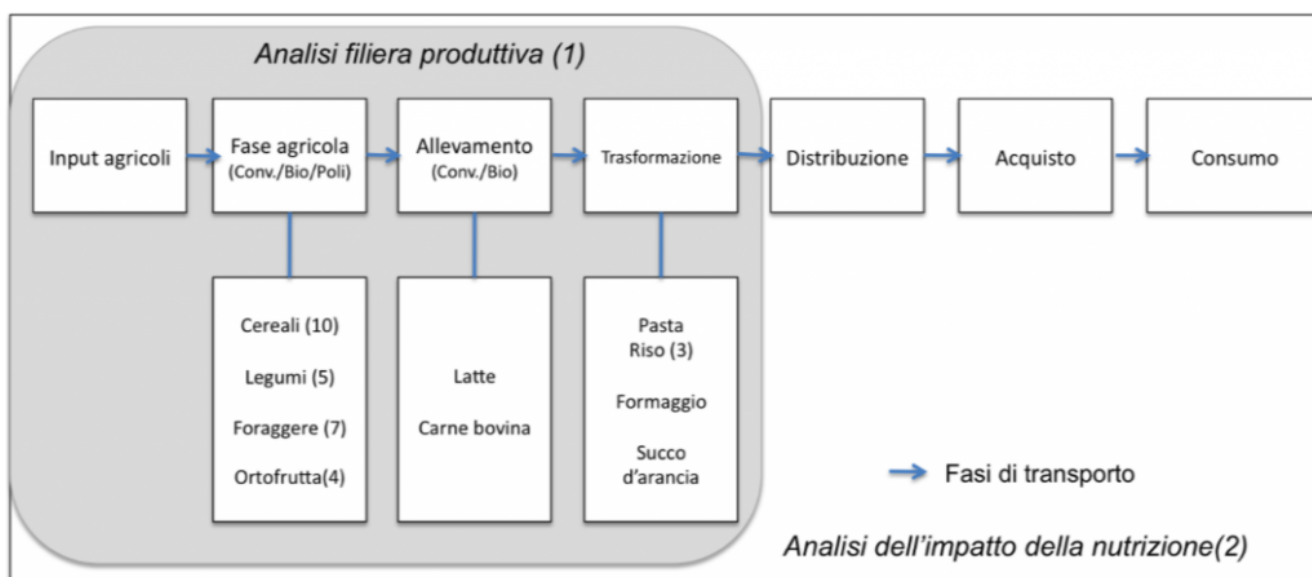 Analisi filiera produttiva (1)
Input agricoli
Fase agricola
(Conv./Bio/Poli)
Allevamento
(Conv./Bio)
Trasformazione
Distribuzione
Acquisto
Consumo
Cereali (10)
Legumi (5)
Foraggere (7)
Ortofrutta(4)
Latte
Carne bovina
Pasta
Riso (3)
Formaggio
Succo
d'arancia
Fasi di transporto
Analisi dell'impatto della nutrizione(2)